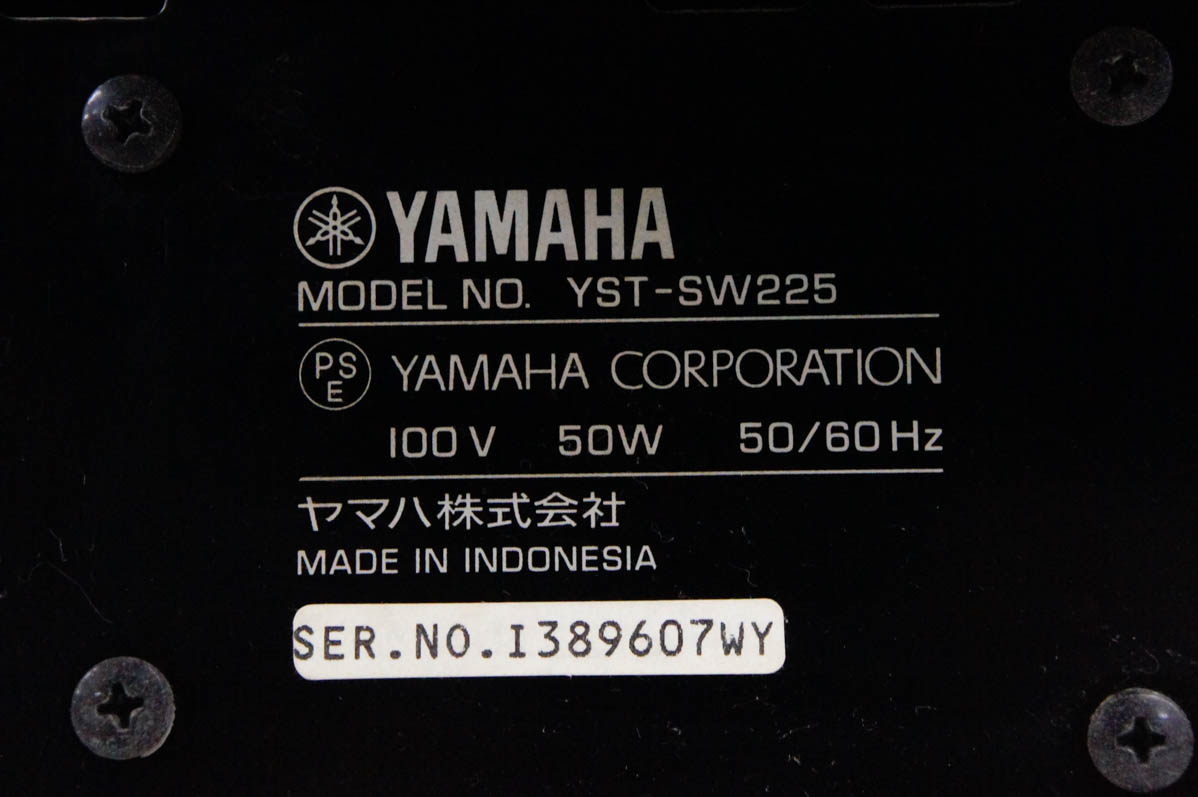 YAMAHA
MODEL NO. YST-SW225
PSE YAMAHA CORPORATION
100V 50W 50/60Hz
ヤマハ株式会社
MADE IN INDONESIA
SER.NO.I389607WY